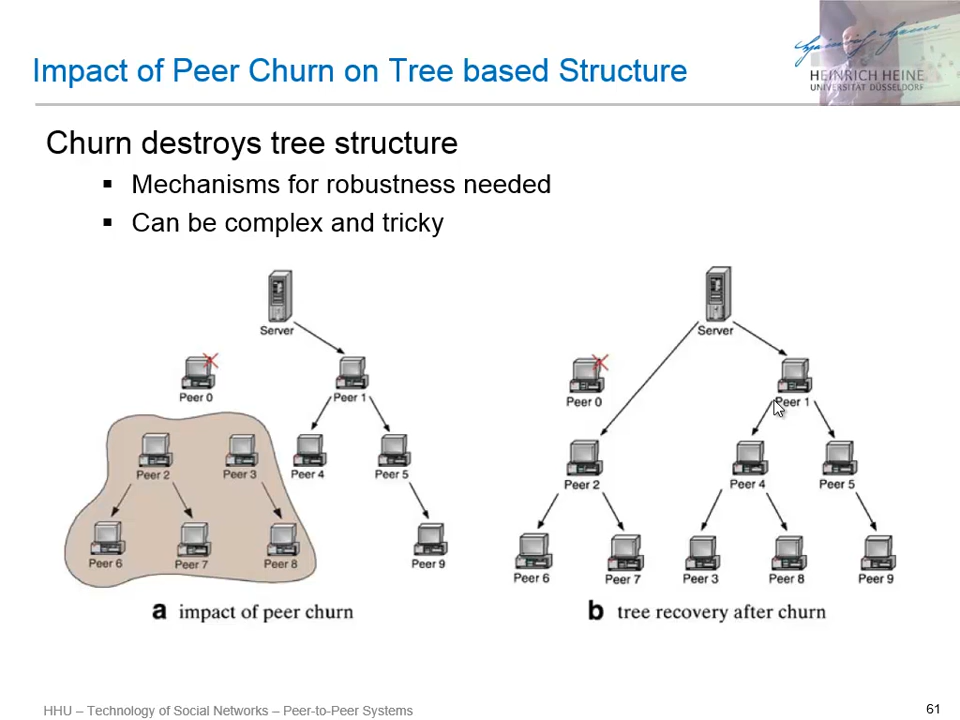 Impact of Peer Churn on Tree based Structure
HEINRICH HEINE
UNIVERSITÄT DÜSSELDORF
Churn destroys tree structure
Mechanisms for robustness needed
Can be complex and tricky
Server
Peer 0
Peer 1
Peer 2
Peer 3
Peer 4
Peer 5
Peer 6
Peer 7
Peer 8
Peer 9
a impact of peer churn
Server
Peer 0
Peer 1
Peer 2
Peer 4
Peer 5
Peer 6
Peer 7
Peer 3
Peer 8
Peer 9
b tree recovery after churn
HHU – Technology of Social Networks – Peer-to-Peer Systems
61